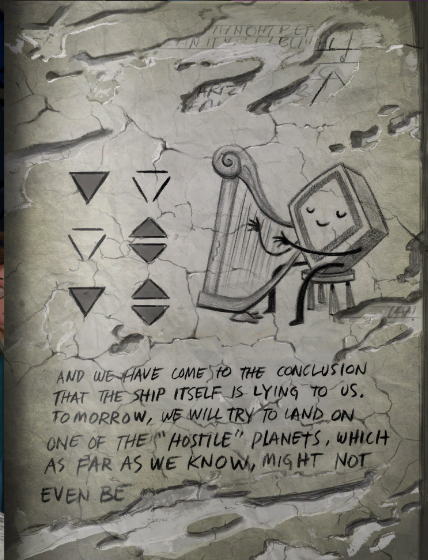 AND WE HAVE COME TO THE CONCLUSION
THAT THE SHIP ITSELF IS LYING TO US.
TOMORROW, WE WILL TRY TO LAND ON
ONE OF THE "HOSTILE" PLANETS, WHICH
AS FAR AS WE KNOW, MIGHT NOT
EVEN BE